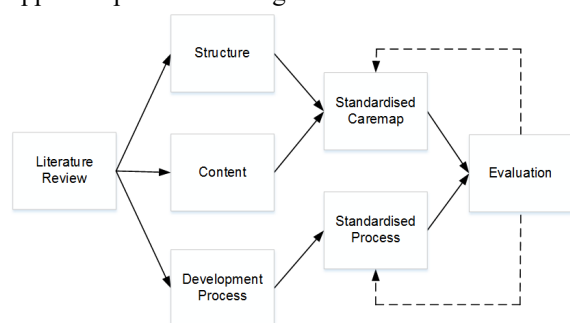 Structure
Standardised
Caremap
Literature
Review
Content
Evaluation
Standardised
Process
Development
Process